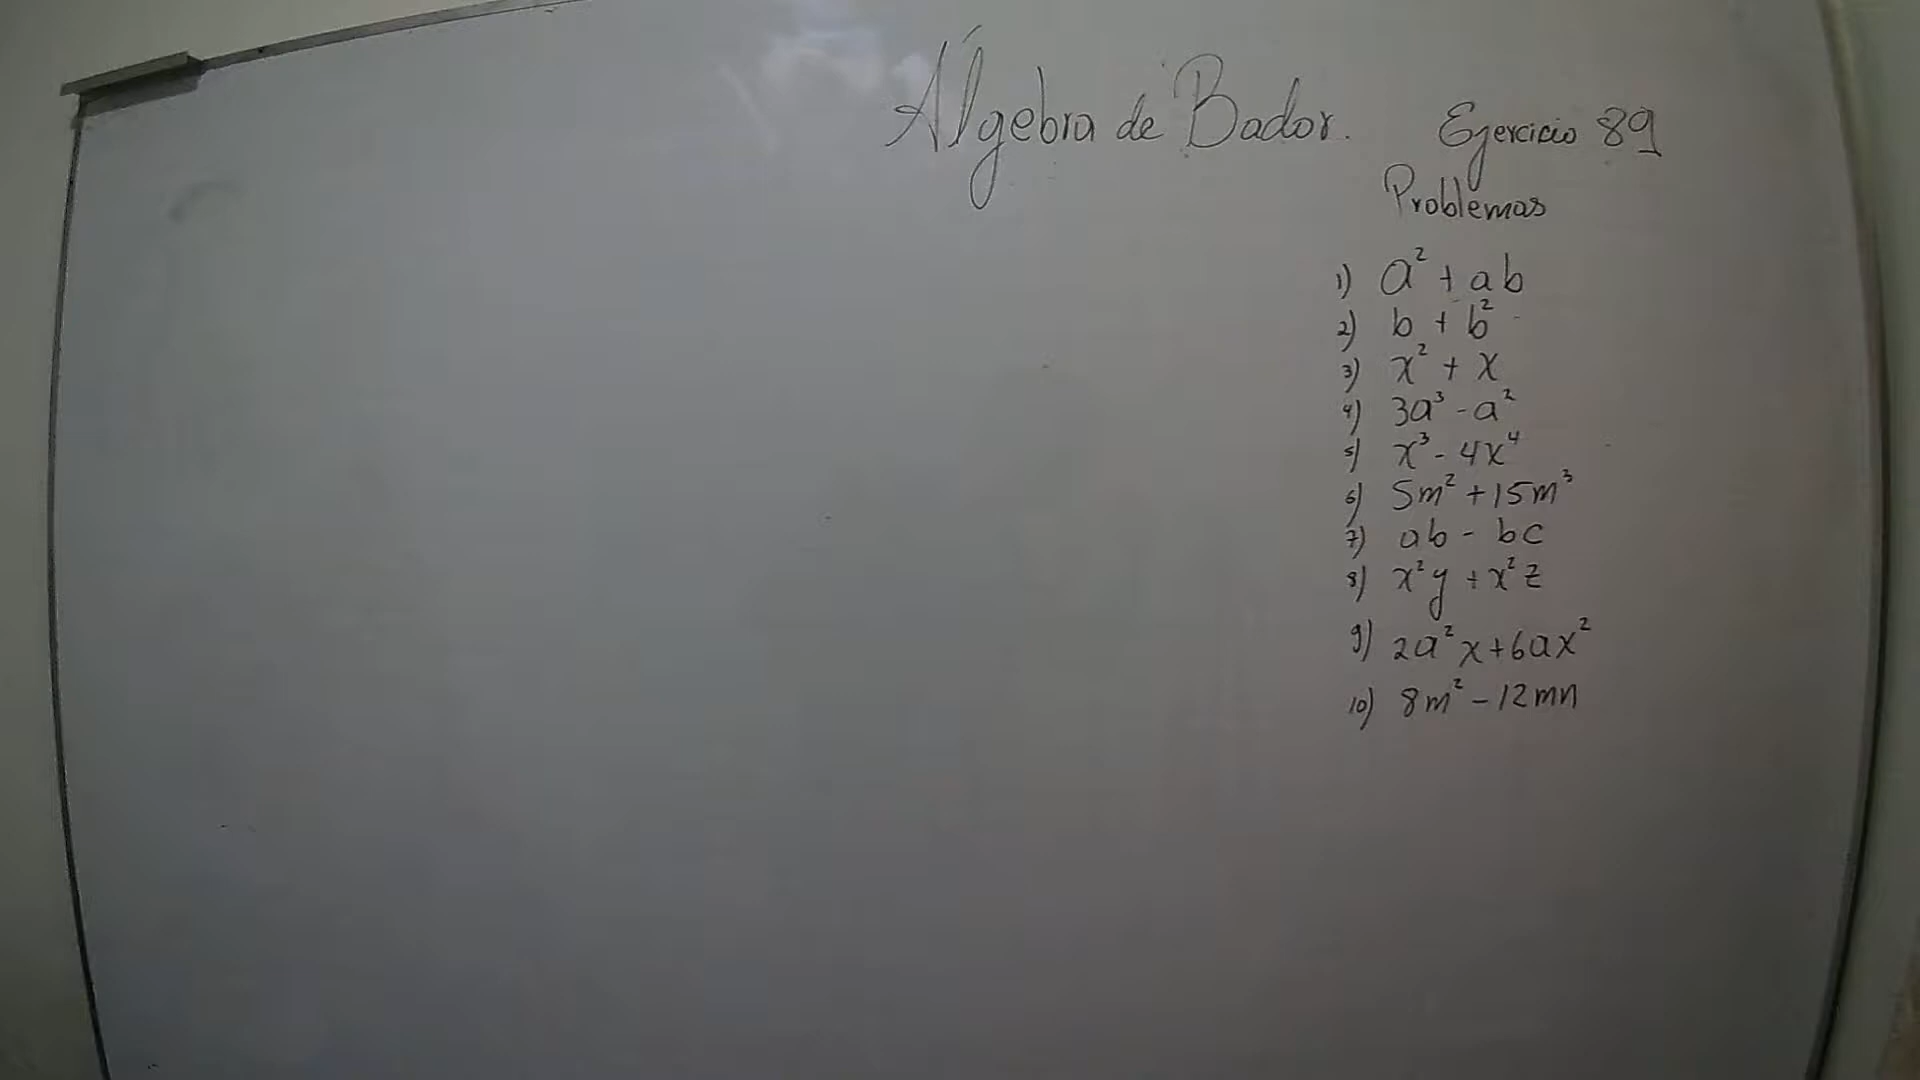 Álgebra de Bador. Ejercicio 89
Problemas
1) a² + ab
2) b + b²
3) x² + x
4) 3a³ - a²
5) x³ - 4x⁴
6) 5m² + 15m³
7) ab - bc
8) x²y + x²z
9) 2a²x + 6ax²
10) 8m² - 12mn